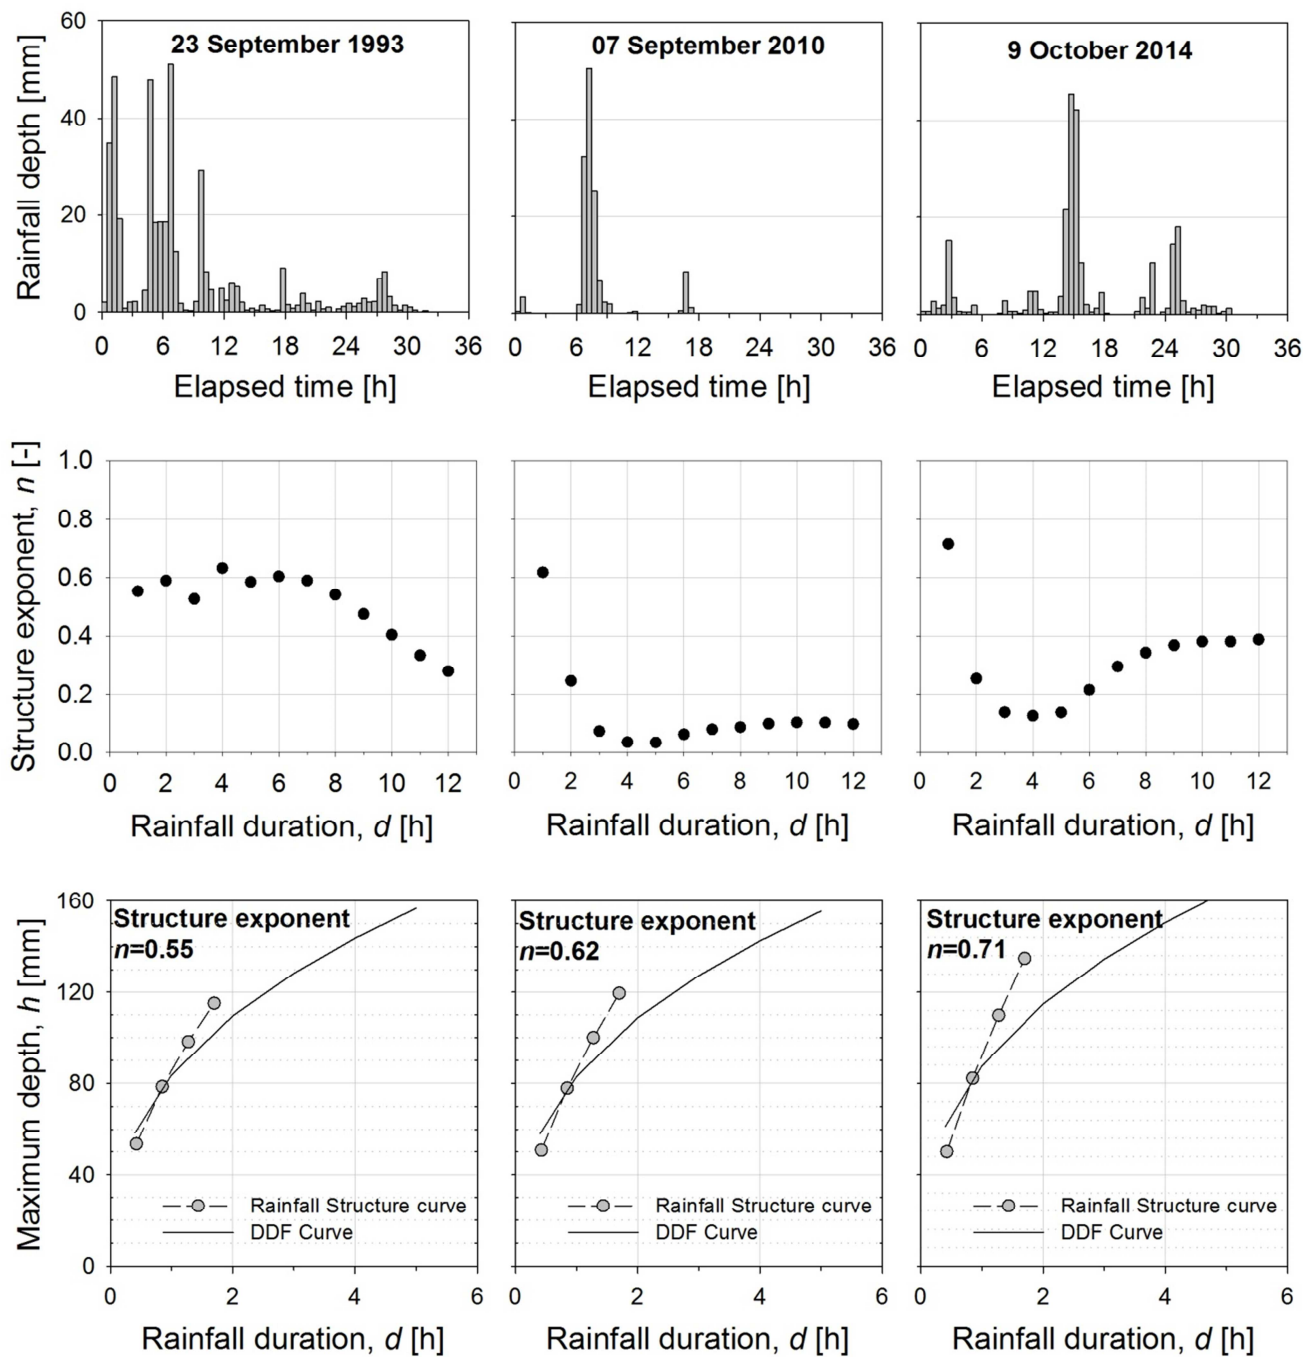 Rainfall depth [mm]
60
40
20
0
23 September 1993
07 September 2010
9 October 2014
0 6 12 18 24 30 36
0 6 12 18 24 30 36
0 6 12 18 24 30 36
Elapsed time [h]
Elapsed time [h]
Elapsed time [h]
Structure exponent, n [-]
1.0
0.8
0.6
0.4
0.2
0.0
0 2 4 6 8 10 12
0 2 4 6 8 10 12
0 2 4 6 8 10 12
Rainfall duration, d [h]
Rainfall duration, d [h]
Rainfall duration, d [h]
Maximum depth, h [mm]
160
120
80
40
0
Structure exponent
n=0.55
Rainfall Structure curve
DDF Curve
Structure exponent
n=0.62
Rainfall Structure curve
DDF Curve
Structure exponent
n=0.71
Rainfall Structure curve
DDF Curve
0 2 4 6
0 2 4 6
0 2 4 6
Rainfall duration, d [h]
Rainfall duration, d [h]
Rainfall duration, d [h]